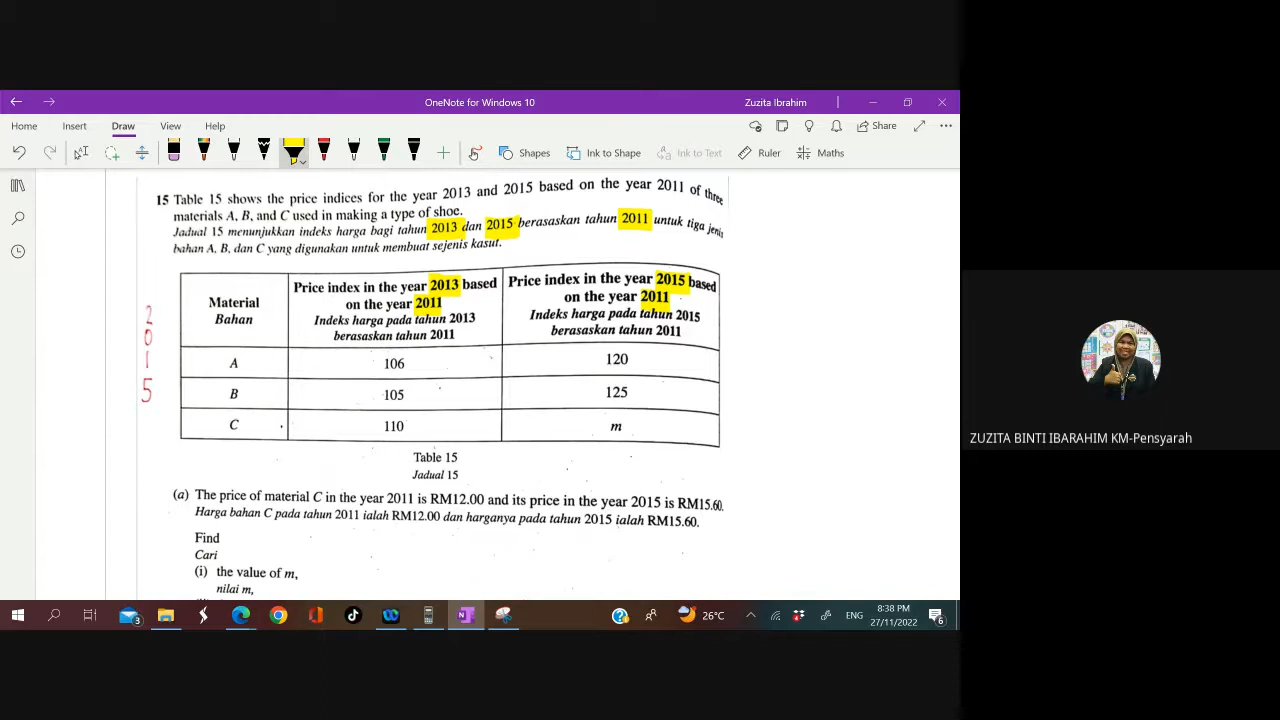 OneNote for Windows 10
Zuzita Ibrahim
Home Insert Draw View Help
Share
Shapes Ink to Shape Ink to Text Ruler Maths
15 Table 15 shows the price indices for the year 2013 and 2015 based on the year 2011 of three
materials A, B, and C used in making a type of shoe.
Jadual 15 menunjukkan indeks harga bagi tahun 2013 dan 2015 berasaskan tahun 2011 untuk tiga jenis
bahan A, B, dan C yang digunakan untuk membuat sejenis kasut.
Material
Bahan
Price index in the year 2013 based
on the year 2011
Indeks harga pada tahun 2013
berasaskan tahun 2011
Price index in the year 2015 based
on the year 2011
Indeks harga pada tahun 2015
berasaskan tahun 2011
A 106 120
B 105 125
C 110 m
2
0
1
5
Table 15
Jadual 15
(a) The price of material C in the year 2011 is RM12.00 and its price in the year 2015 is RM15.60.
Harga bahan C pada tahun 2011 ialah RM12.00 dan harganya pada tahun 2015 ialah RM15.60.
Find
Cari
(i) the value of m,
nilai m,
ZUZITA BINTI IBARAHIM KM-Pensyarah
3
26°C
ENG
8:38 PM
27/11/2022
6